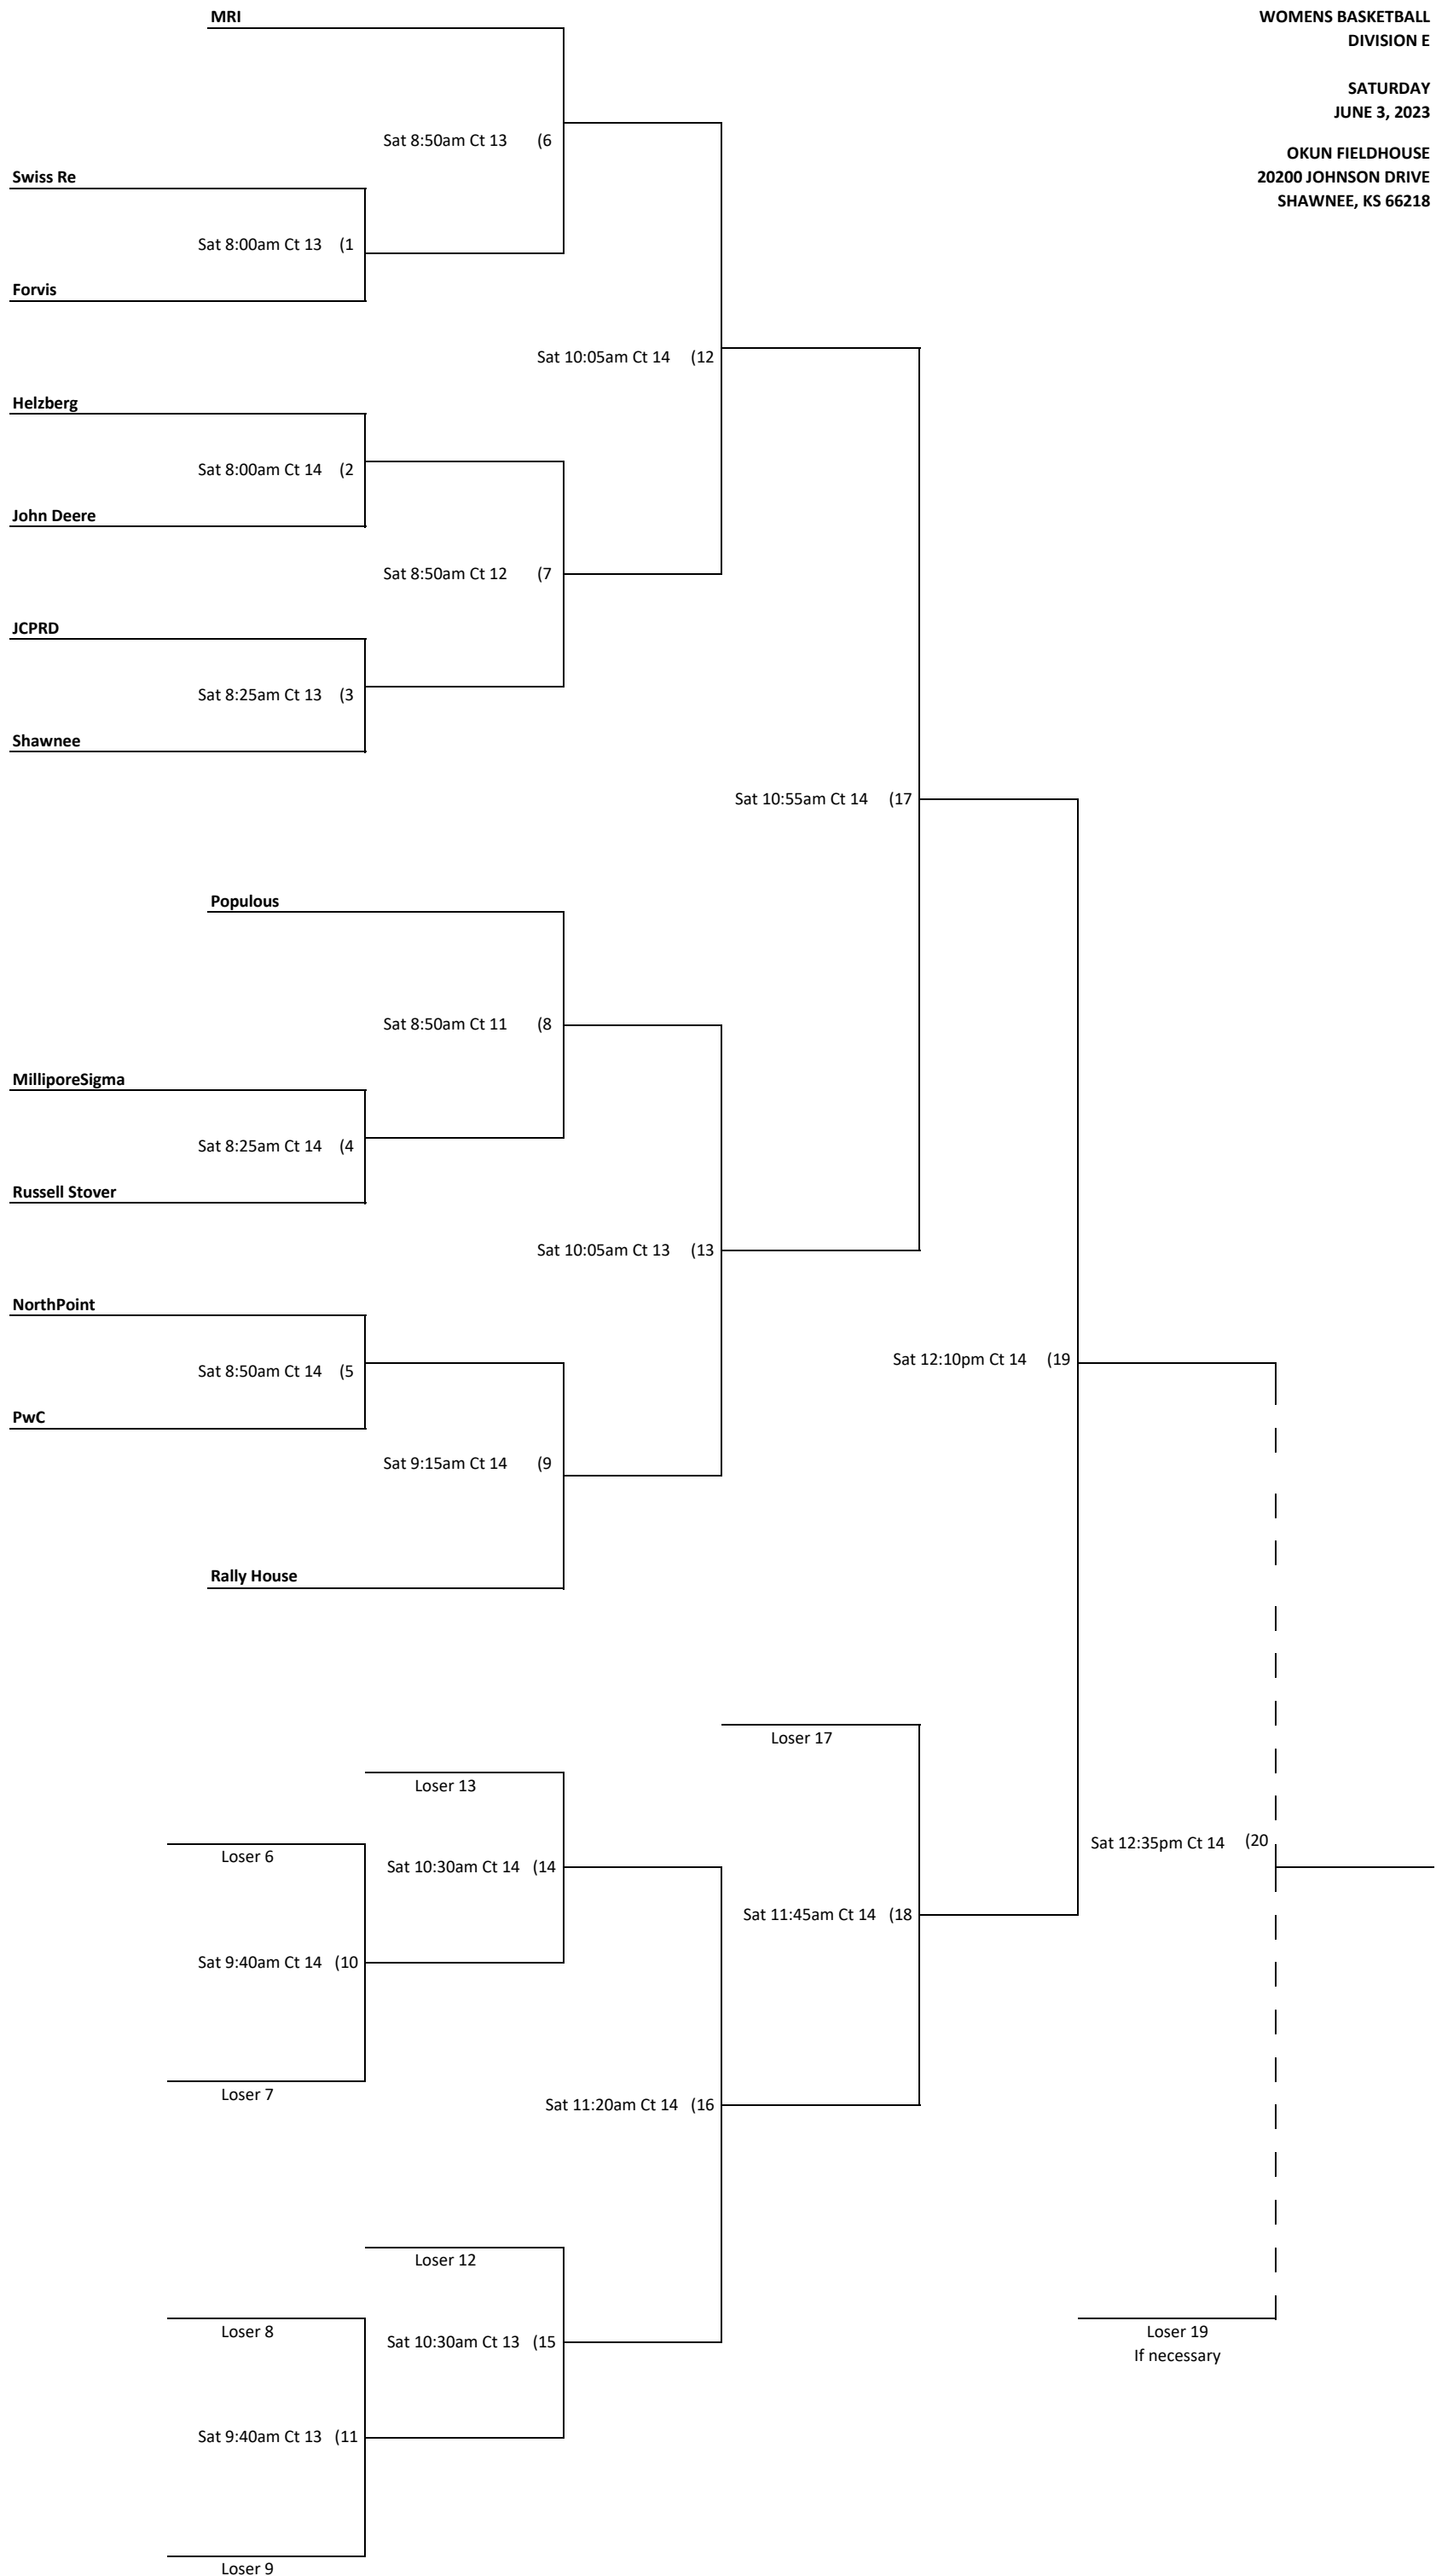 MRI
WOMENS BASKETBALL
DIVISION E
SATURDAY
JUNE 3, 2023
OKUN FIELDHOUSE
20200 JOHNSON DRIVE
SHAWNEE, KS 66218
Sat 8:50am Ct 13 (6
Swiss Re
Sat 8:00am Ct 13 (1
Forvis
Sat 10:05am Ct 14 (12
Helzberg
Sat 8:00am Ct 14 (2
John Deere
Sat 8:50am Ct 12 (7
JCPRD
Sat 8:25am Ct 13 (3
Shawnee
Sat 10:55am Ct 14 (17
Populous
Sat 8:50am Ct 11 (8
MilliporeSigma
Sat 8:25am Ct 14 (4
Russell Stover
Sat 10:05am Ct 13 (13
NorthPoint
Sat 12:10pm Ct 14 (19
Sat 8:50am Ct 14 (5
PwC
Sat 9:15am Ct 14 (9
Rally House
Loser 17
Loser 13
Sat 12:35pm Ct 14 (20
Loser 6
Sat 10:30am Ct 14 (14
Sat 11:45am Ct 14 (18
Sat 9:40am Ct 14 (10
Loser 7
Sat 11:20am Ct 14 (16
Loser 12
Loser 8
Loser 19
Sat 10:30am Ct 13 (15
If necessary
Sat 9:40am Ct 13 (11
Loser 9